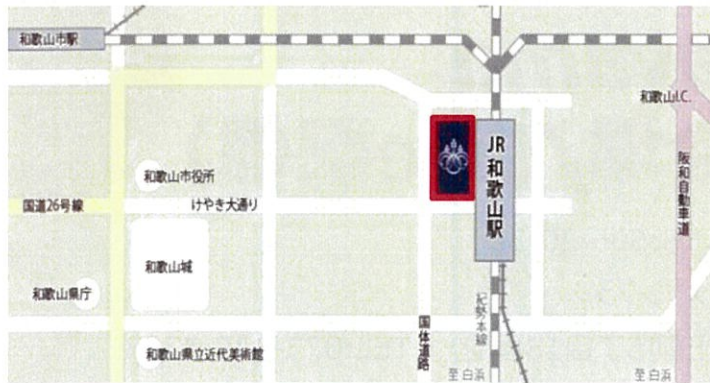 和歌山市駅
和歌山I.C.
JR和歌山駅
阪和自動車道
和歌山市役所
国道26号線
けやき大通り
和歌山城
和歌山県庁
紀勢本線
国体道路
和歌山県立近代美術館
至 白浜
至 白浜